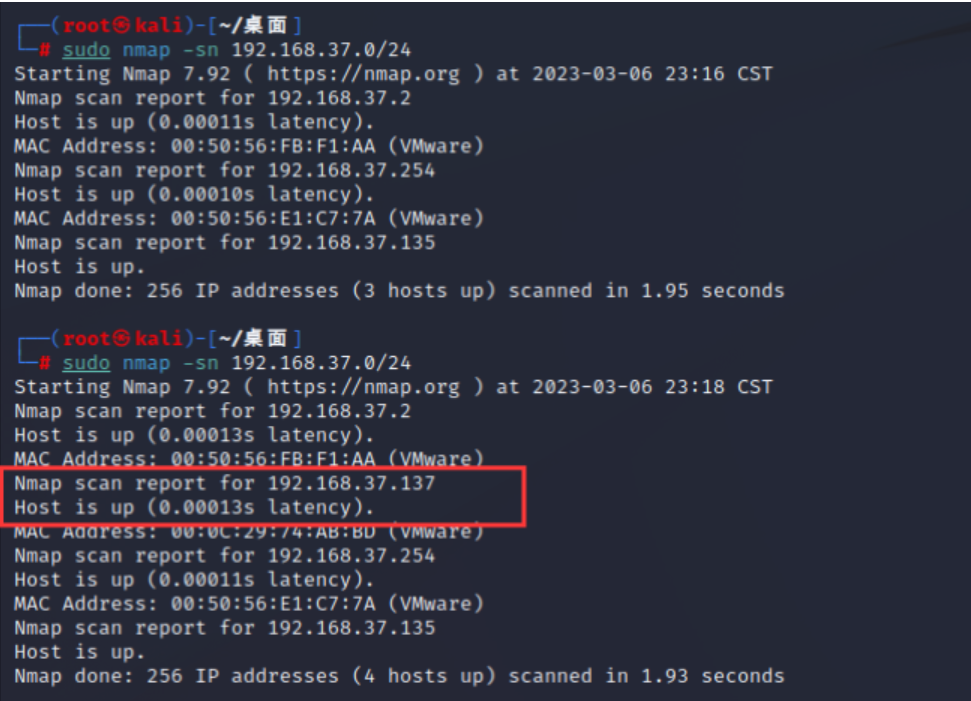 ┌──(root㉿kali)-[~/桌面]
└─# sudo nmap -sn 192.168.37.0/24
Starting Nmap 7.92 ( https://nmap.org ) at 2023-03-06 23:16 CST
Nmap scan report for 192.168.37.2
Host is up (0.00011s latency).
MAC Address: 00:50:56:FB:F1:AA (VMware)
Nmap scan report for 192.168.37.254
Host is up (0.00010s latency).
MAC Address: 00:50:56:E1:C7:7A (VMware)
Nmap scan report for 192.168.37.135
Host is up.
Nmap done: 256 IP addresses (3 hosts up) scanned in 1.95 seconds
┌──(root㉿kali)-[~/桌面]
└─# sudo nmap -sn 192.168.37.0/24
Starting Nmap 7.92 ( https://nmap.org ) at 2023-03-06 23:18 CST
Nmap scan report for 192.168.37.2
Host is up (0.00013s latency).
MAC Address: 00:50:56:FB:F1:AA (VMware)
Nmap scan report for 192.168.37.137
Host is up (0.00013s latency).
MAC Address: 00:0C:29:74:AB:BD (VMware)
Nmap scan report for 192.168.37.254
Host is up (0.00011s latency).
MAC Address: 00:50:56:E1:C7:7A (VMware)
Nmap scan report for 192.168.37.135
Host is up.
Nmap done: 256 IP addresses (4 hosts up) scanned in 1.93 seconds